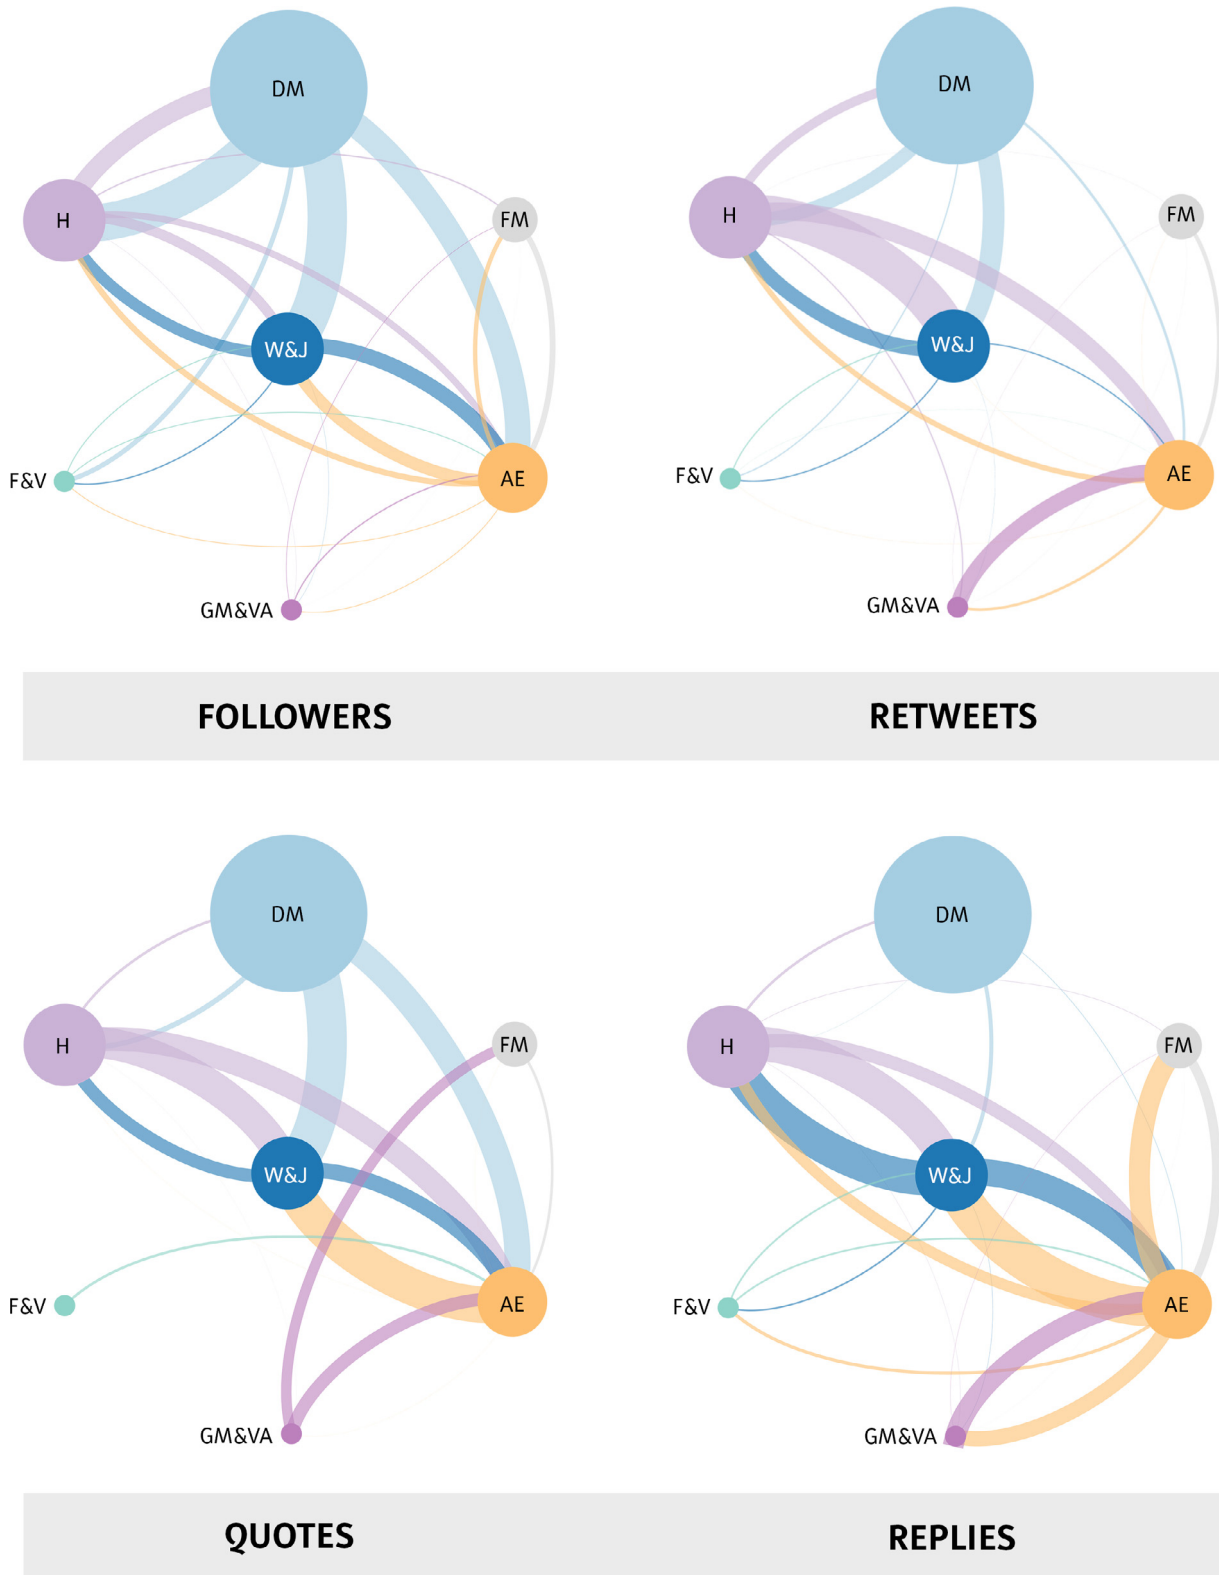 DM
H
FM
W&J
F&V
AE
GM&VA
FOLLOWERS
DM
H
FM
W&J
F&V
AE
GM&VA
RETWEETS
DM
H
FM
W&J
F&V
AE
GM&VA
QUOTES
DM
H
FM
W&J
F&V
AE
GM&VA
REPLIES